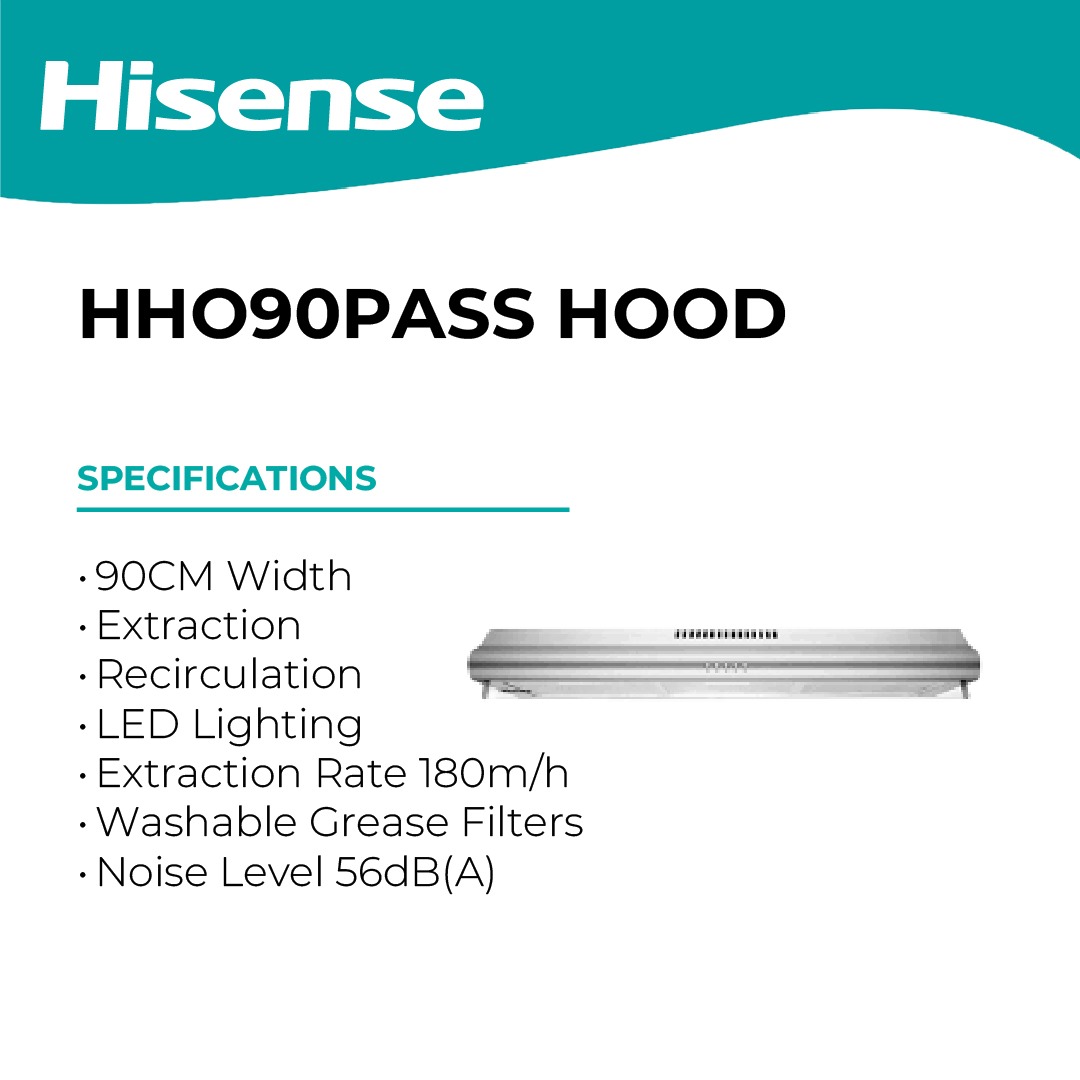 Hisense
HHO90PASS HOOD
SPECIFICATIONS
• 90CM Width
• Extraction
• Recirculation
• LED Lighting
• Extraction Rate 180m/h
• Washable Grease Filters
• Noise Level 56dB(A)